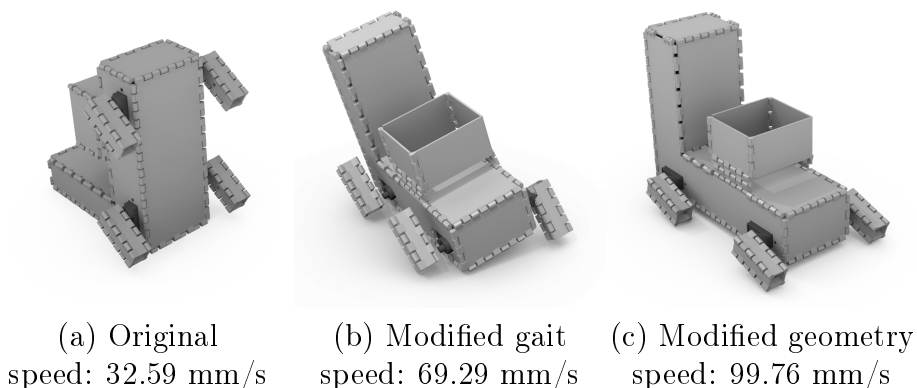 (a) Original
speed: 32.59 mm/s
(b) Modified gait
speed: 69.29 mm/s
(c) Modified geometry
speed: 99.76 mm/s